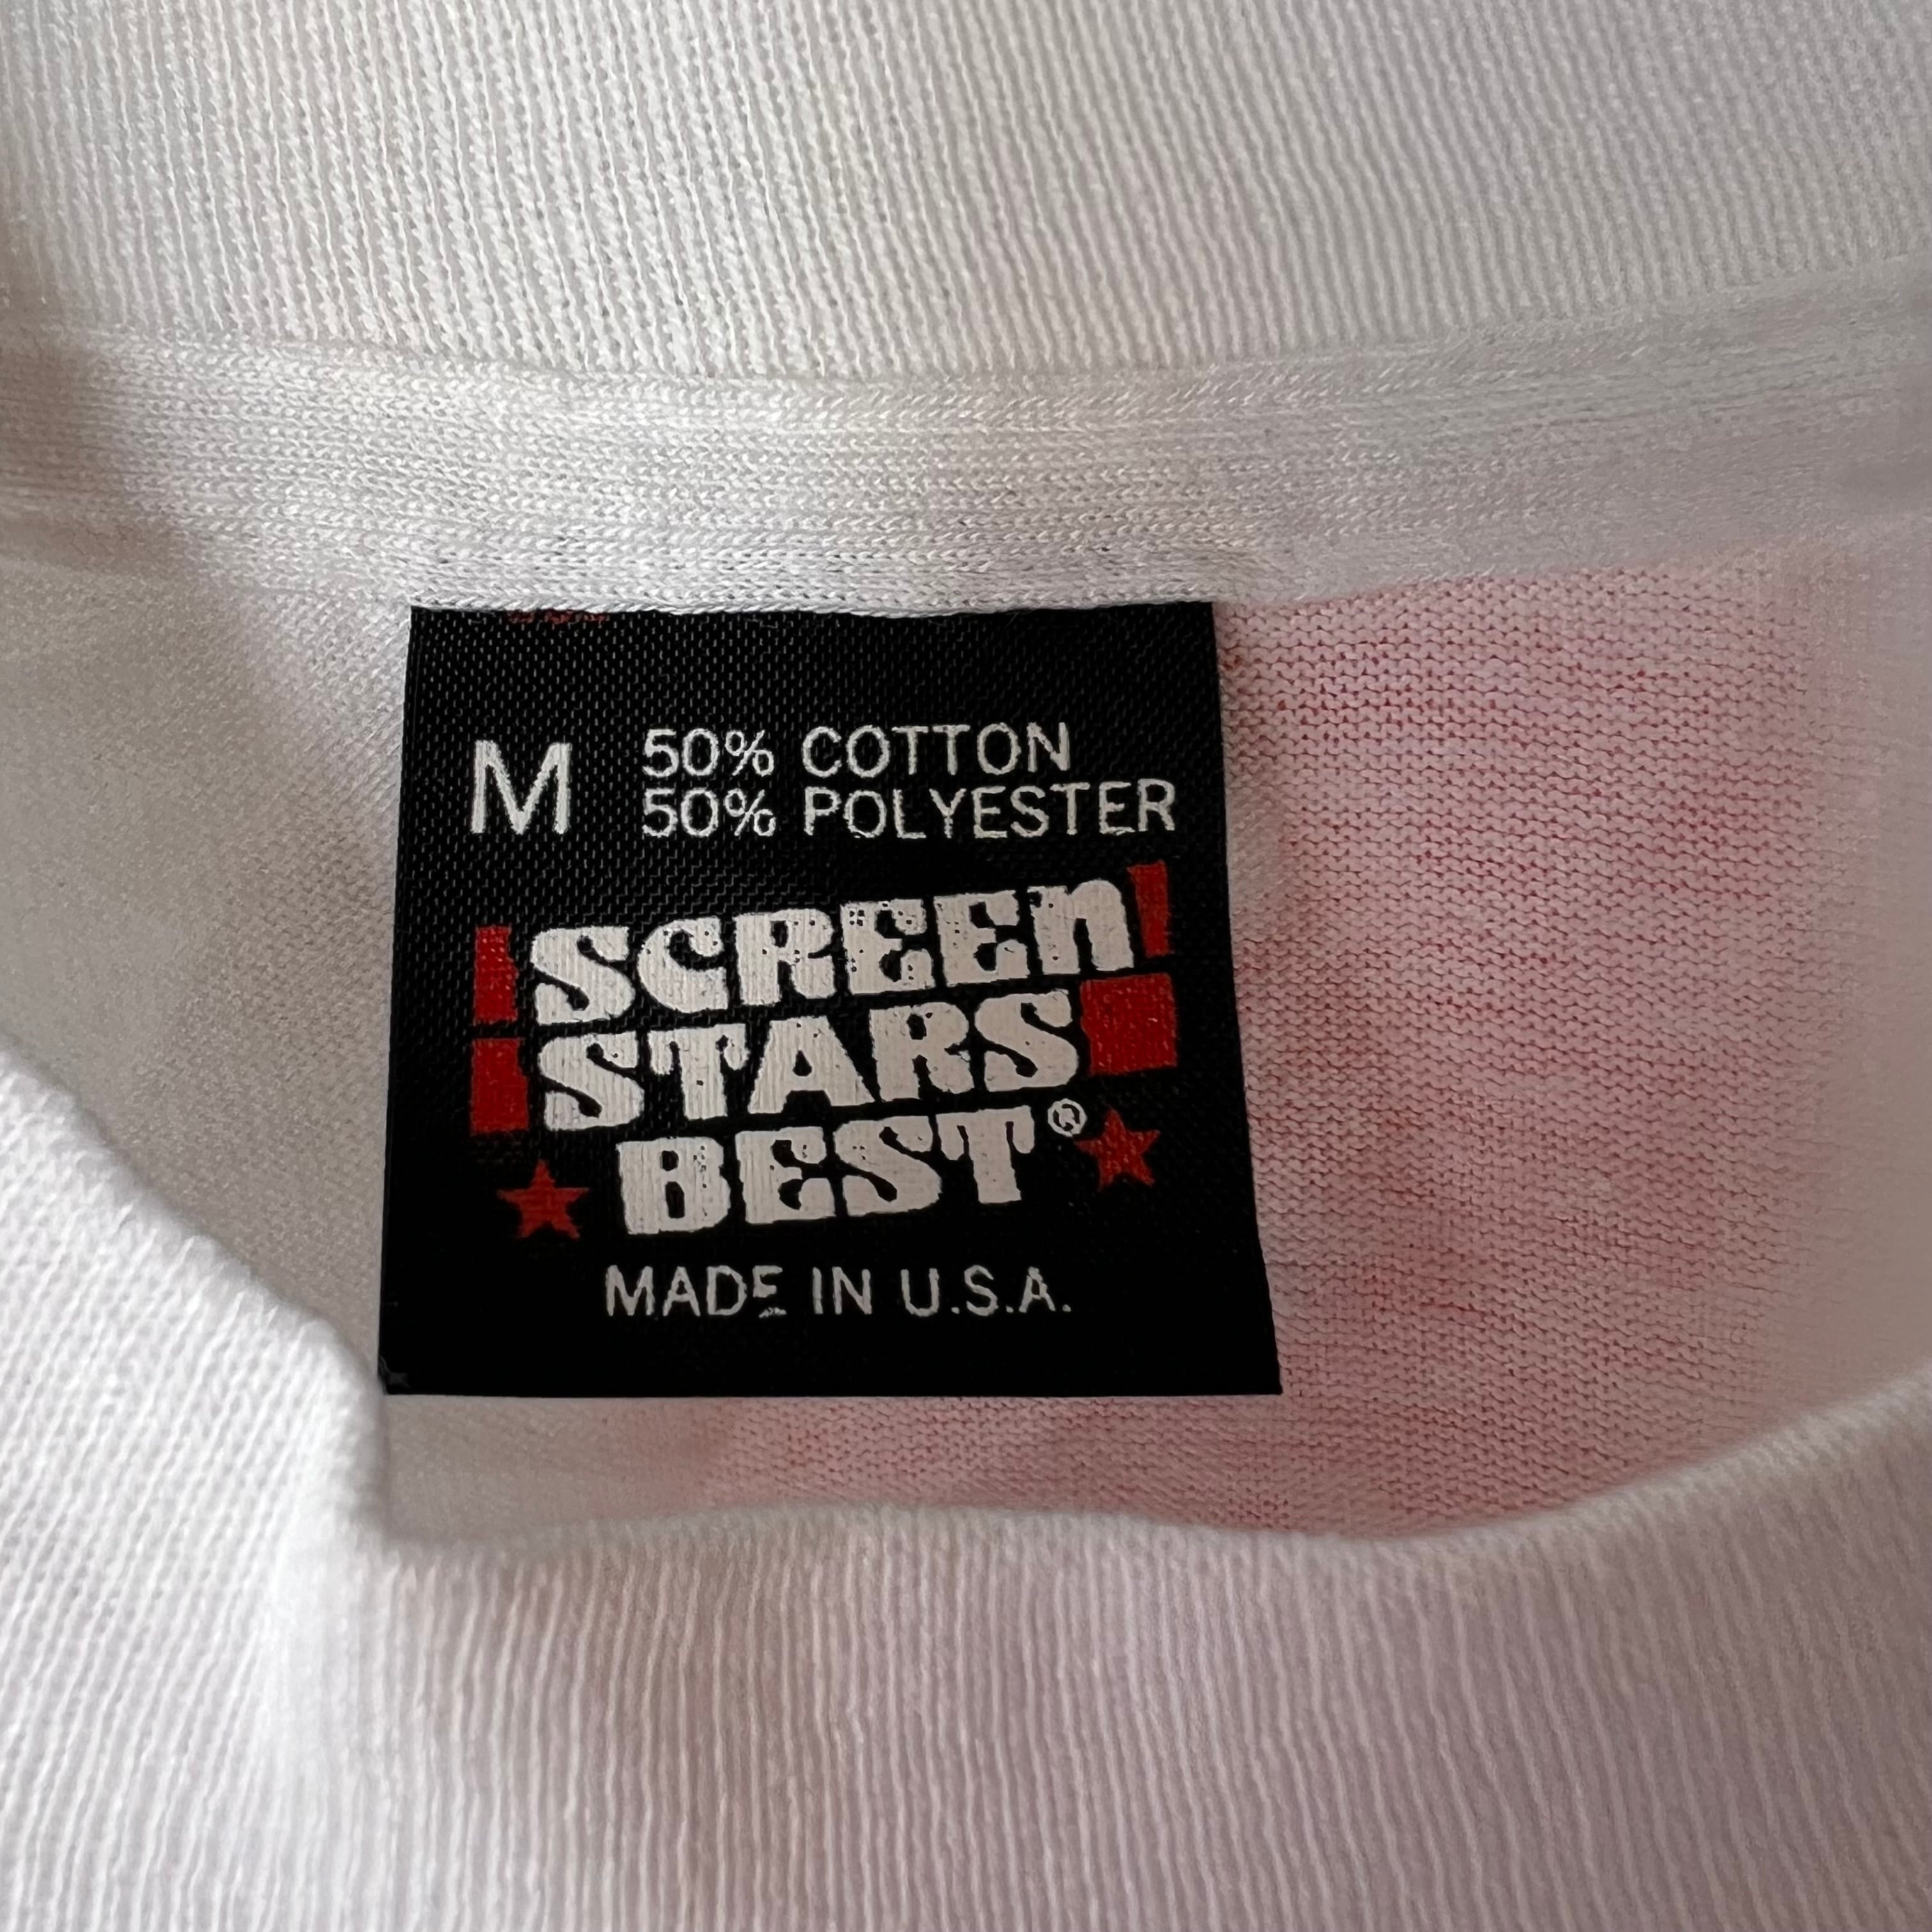 M 50% COTTON
50% POLYESTER
SCREEn
STARS
BEST®
MADE IN U.S.A.